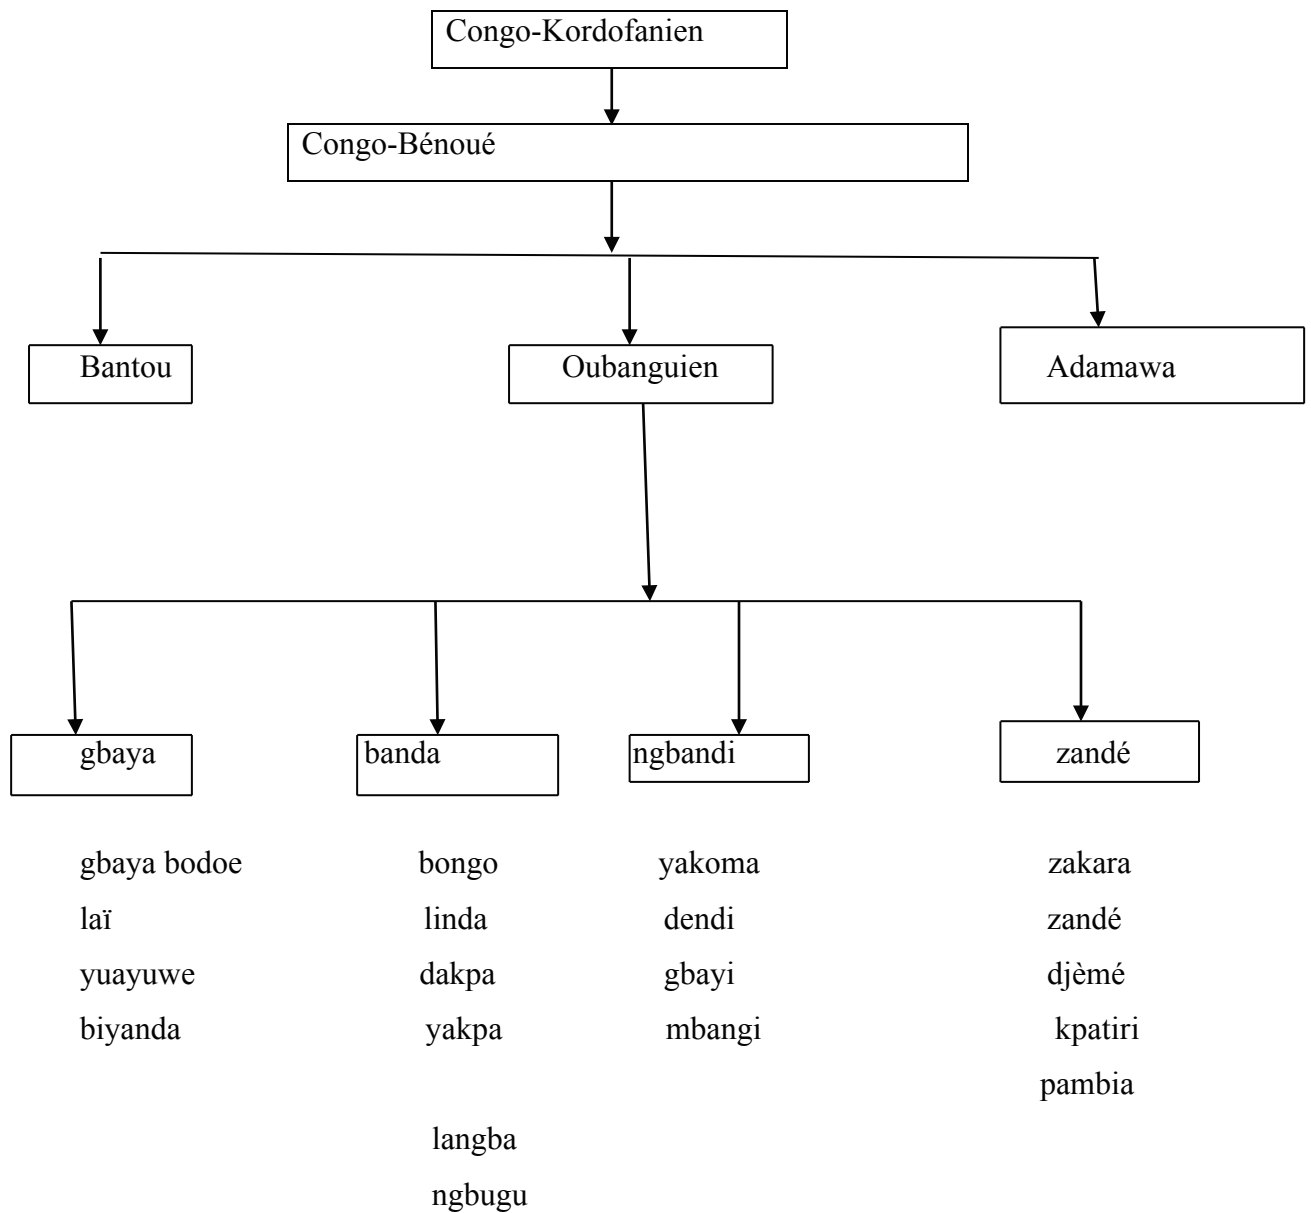 Congo-Kordofanien
Congo-Bénoué
Bantou Oubanguien Adamawa
gbaya banda ngbandi zandé
gbaya bodoe bongo yakoma zakara
laï linda dendi zandé
yuayuwe dakpa gbayi djèmé
biyanda yakpa mbangi kpatiri
pambia
langba
ngbugu